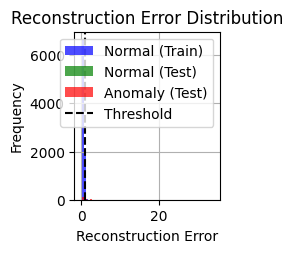 Reconstruction Error Distribution
Normal (Train)
Normal (Test)
Anomaly (Test)
Threshold
6000
4000
2000
0
Frequency
0
20
Reconstruction Error